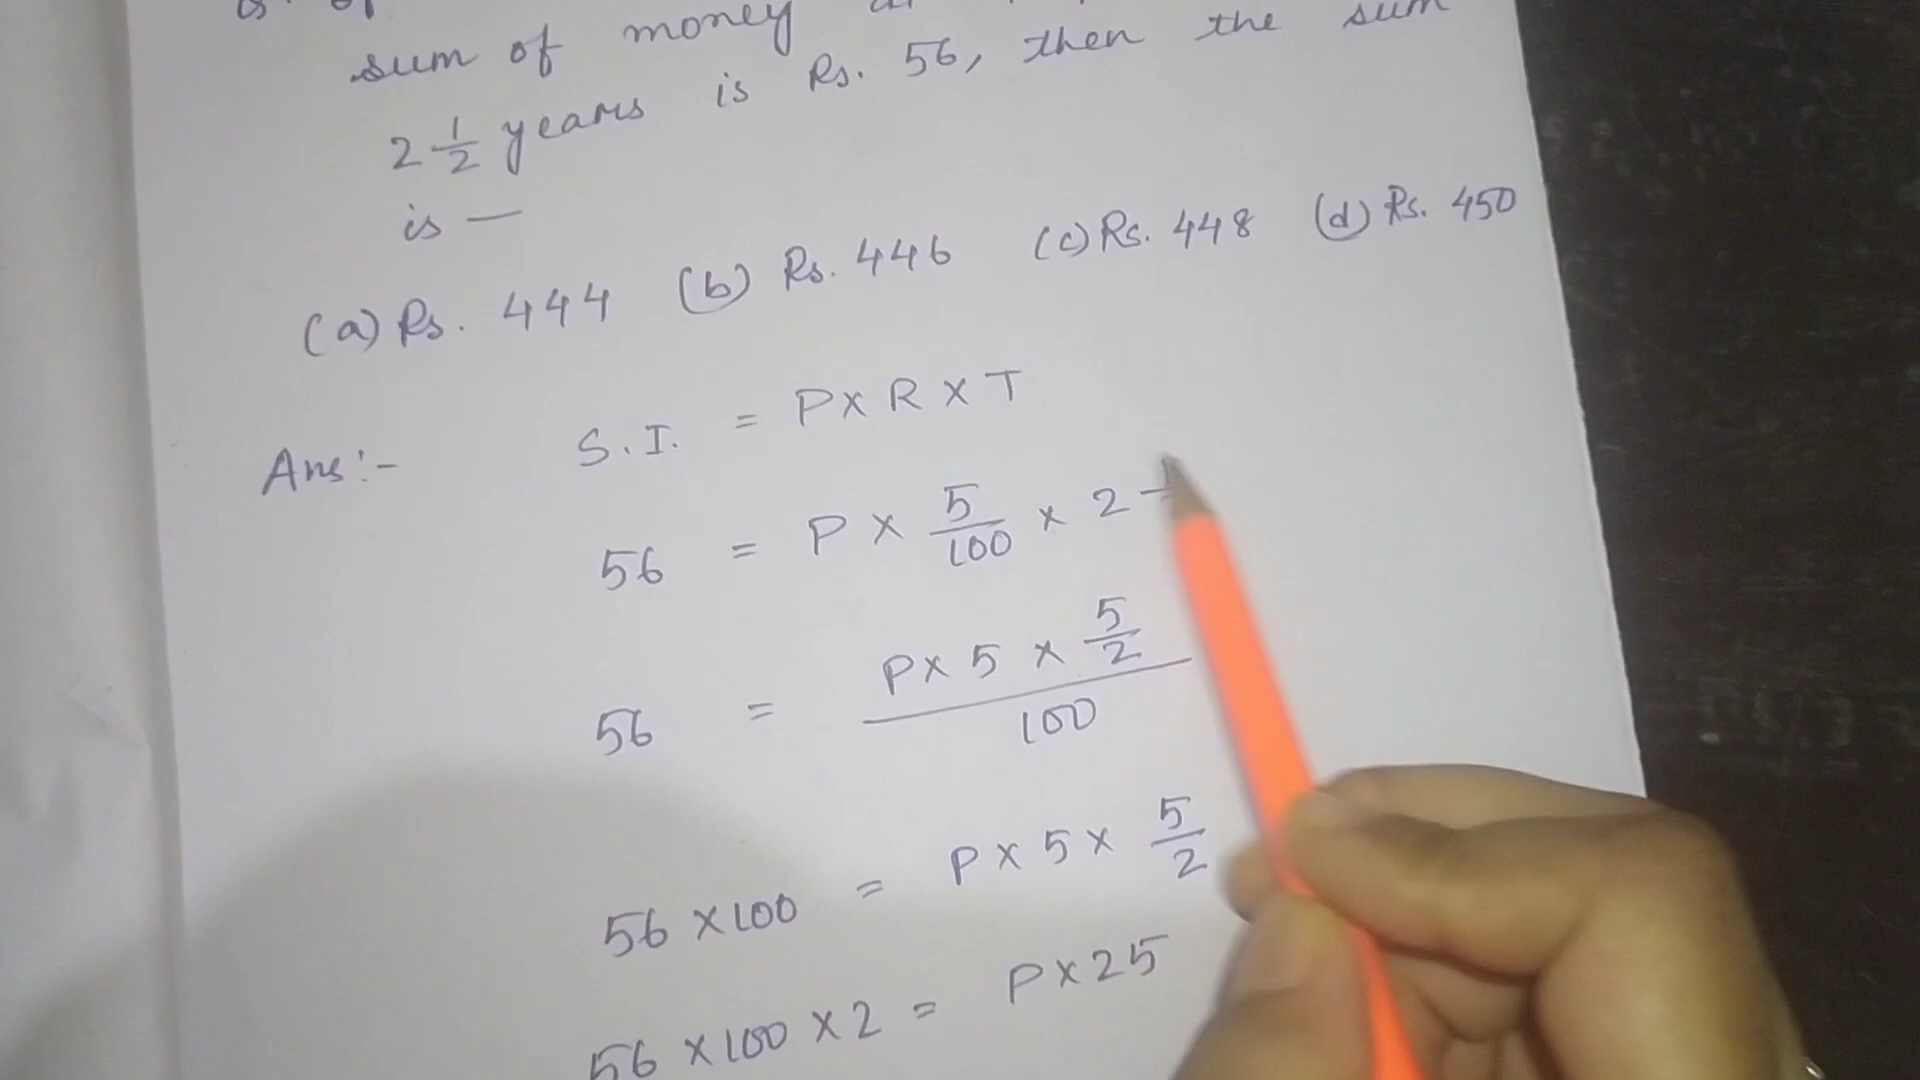 sum of money
2 1/2 years is Rs. 56, then the sum
is —
(a) Rs. 444 (b) Rs. 446 (c) Rs. 448 (d) Rs. 450
Ans:- S.I. = P × R × T
56 = P × 5/100 × 2
56 = P × 5 × 5/2 / 100
56 × 100 = P × 5 × 5/2
56 × 100 × 2 = P × 25